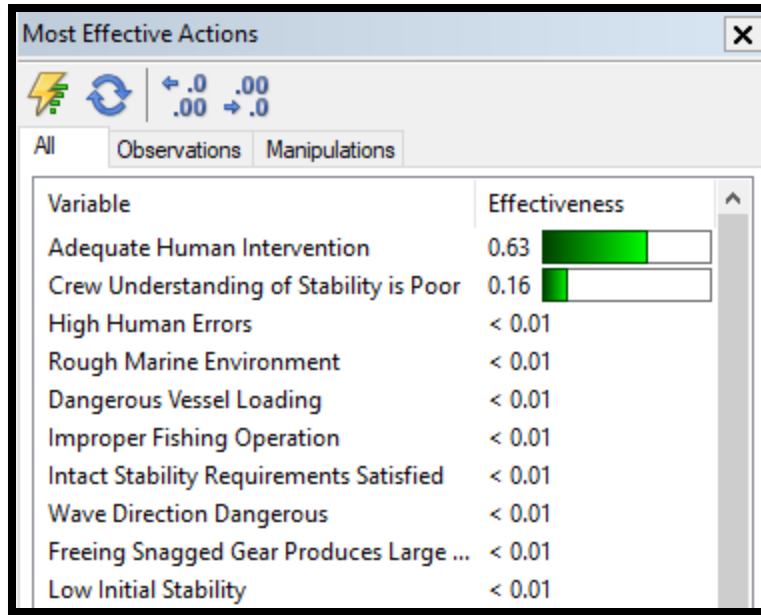 Most Effective Actions
← .0 .00
.00 → .0
All Observations Manipulations
Variable Effectiveness
Adequate Human Intervention 0.63
Crew Understanding of Stability is Poor 0.16
High Human Errors < 0.01
Rough Marine Environment < 0.01
Dangerous Vessel Loading < 0.01
Improper Fishing Operation < 0.01
Intact Stability Requirements Satisfied < 0.01
Wave Direction Dangerous < 0.01
Freeing Snagged Gear Produces Large ... < 0.01
Low Initial Stability < 0.01